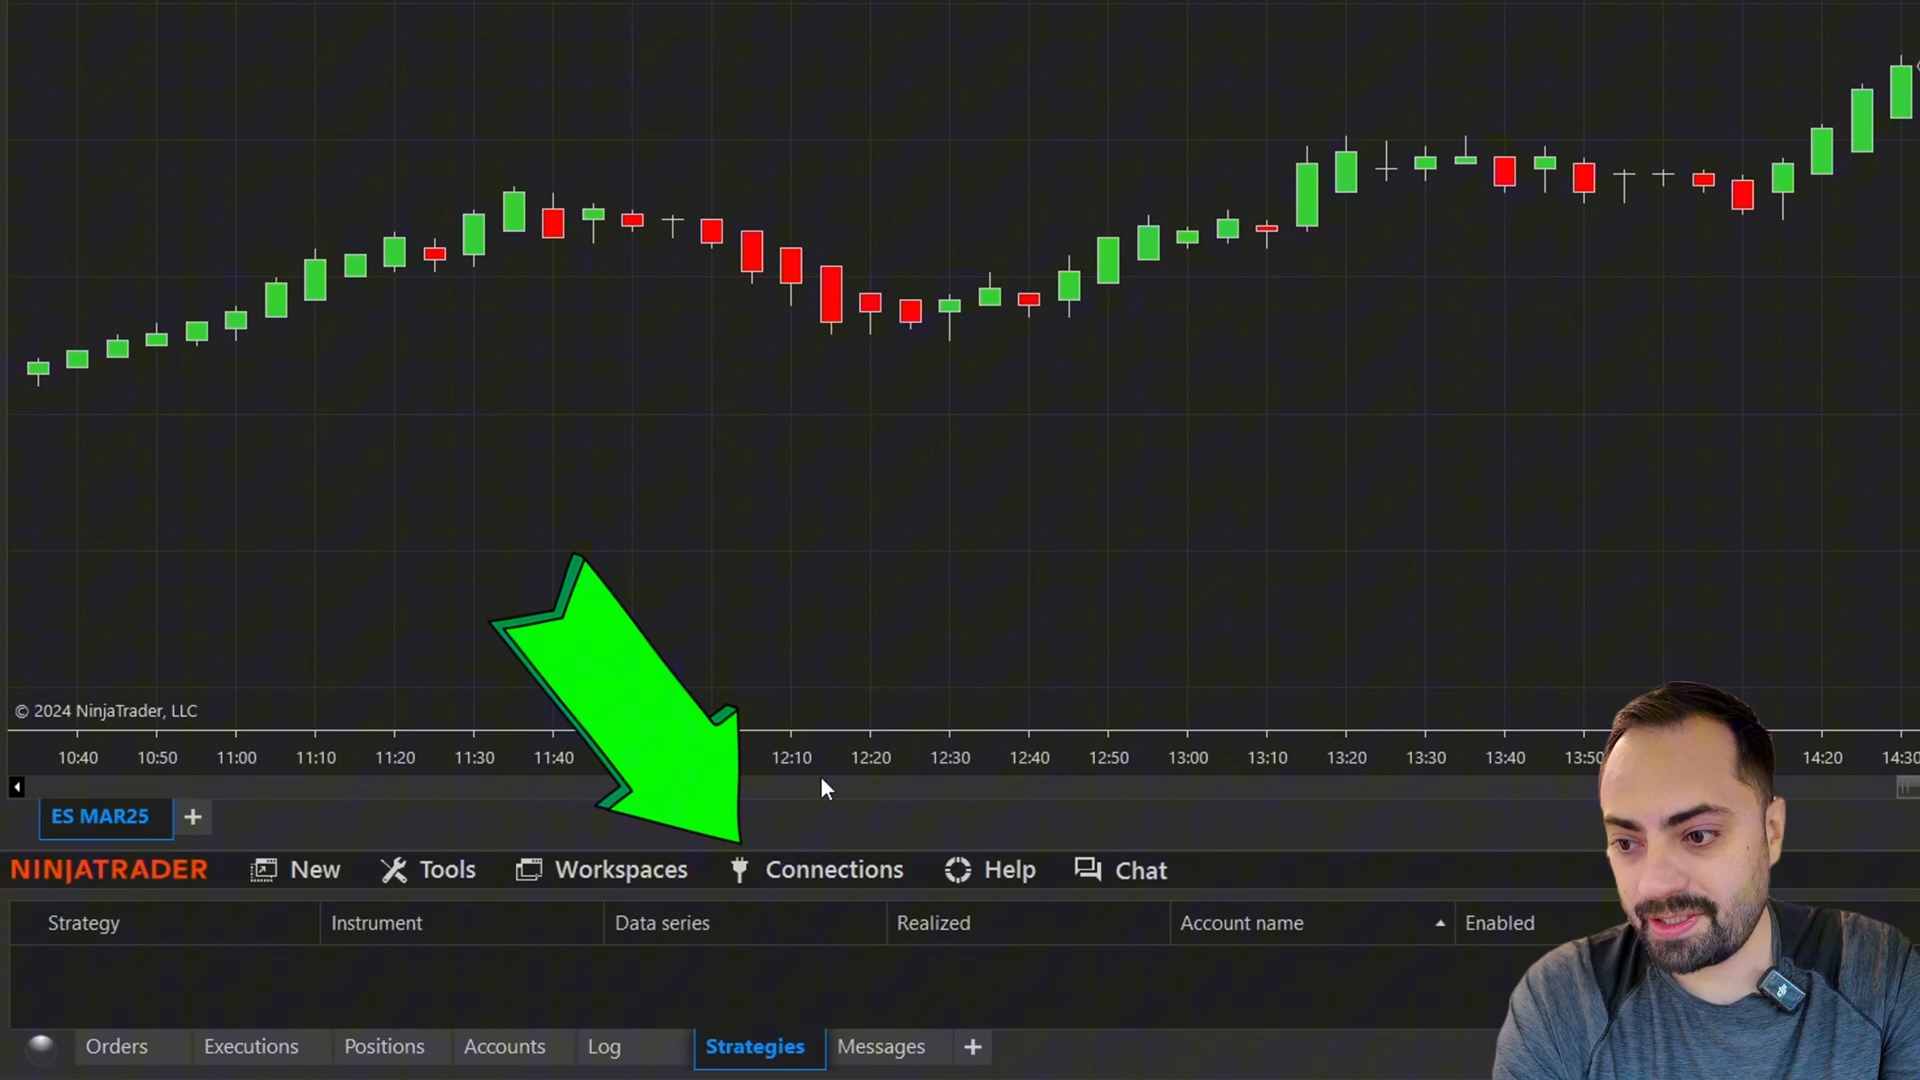 © 2024 NinjaTrader, LLC
10:40 10:50 11:00 11:10 11:20 11:30 11:40 12:10 12:20 12:30 12:40 12:50 13:00 13:10 13:20 13:30 13:40 13:50 14:20 14:30
ES MAR25 +
NINJATRADER New Tools Workspaces Connections Help Chat
Strategy Instrument Data series Realized Account name Enabled
Orders Executions Positions Accounts Log Strategies Messages +